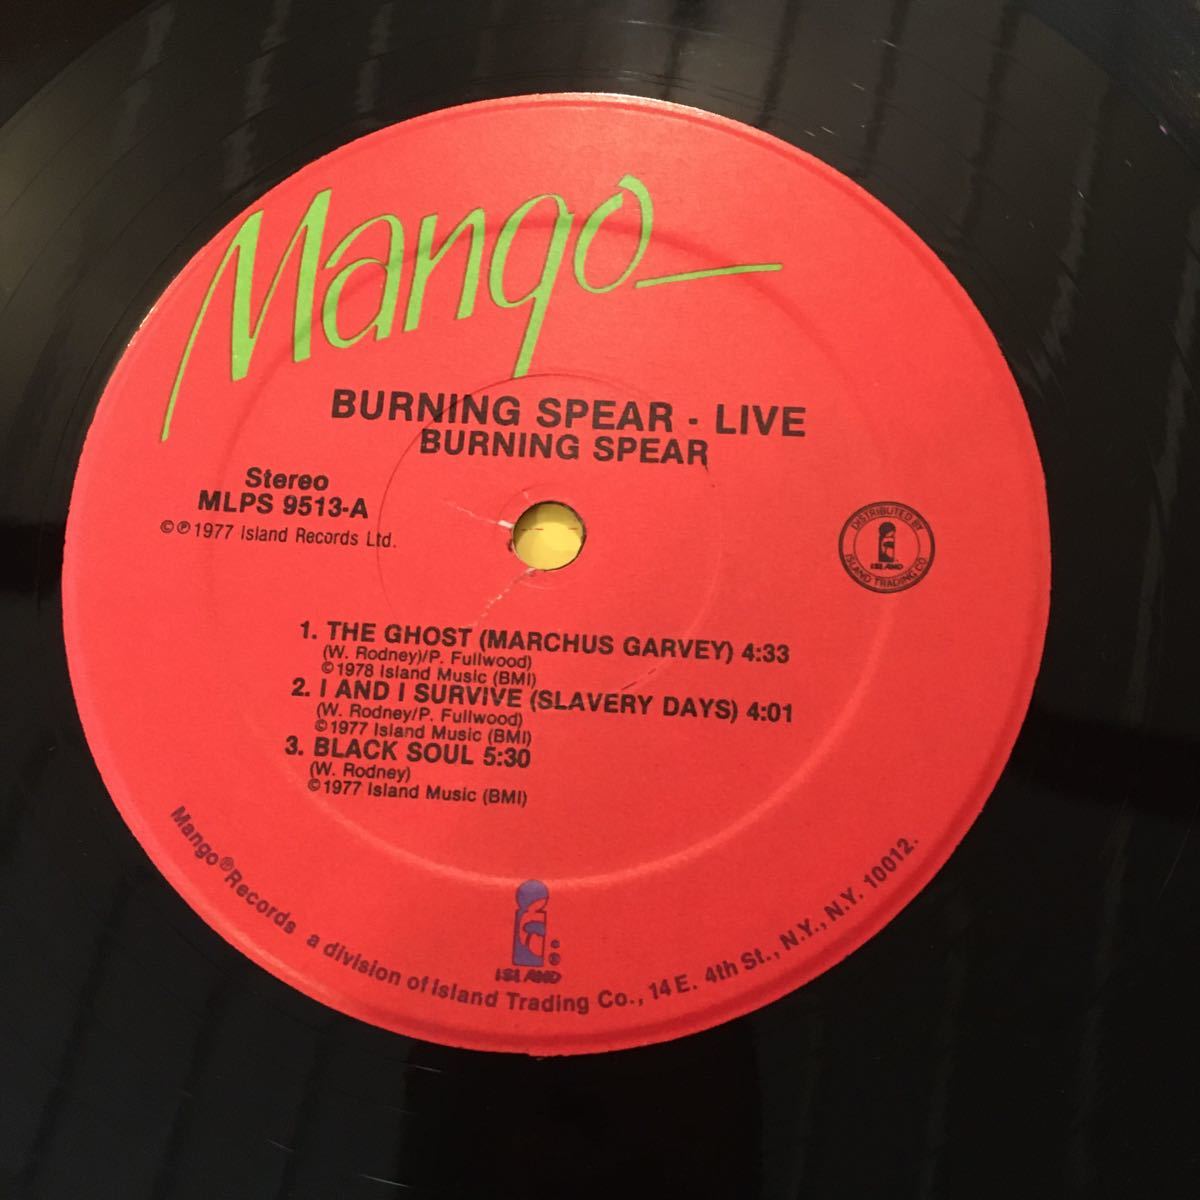 Mango
BURNING SPEAR - LIVE
BURNING SPEAR
Stereo
MLPS 9513-A
©℗1977 Island Records Ltd.
DISTRIBUTED BY
ISLAND
ISLAND TRADING CO.
1. THE GHOST (MARCHUS GARVEY) 4:33
(W. Rodney)/P. Fullwood)
©1978 Island Music (BMI)
2. I AND I SURVIVE (SLAVERY DAYS) 4:01
(W. Rodney/P. Fullwood)
©1977 Island Music (BMI)
3. BLACK SOUL 5:30
(W. Rodney)
©1977 Island Music (BMI)
ISLAND ®
Mango®Records a division of Island Trading Co., 14 E. 4th St., N.Y., N.Y. 10012.